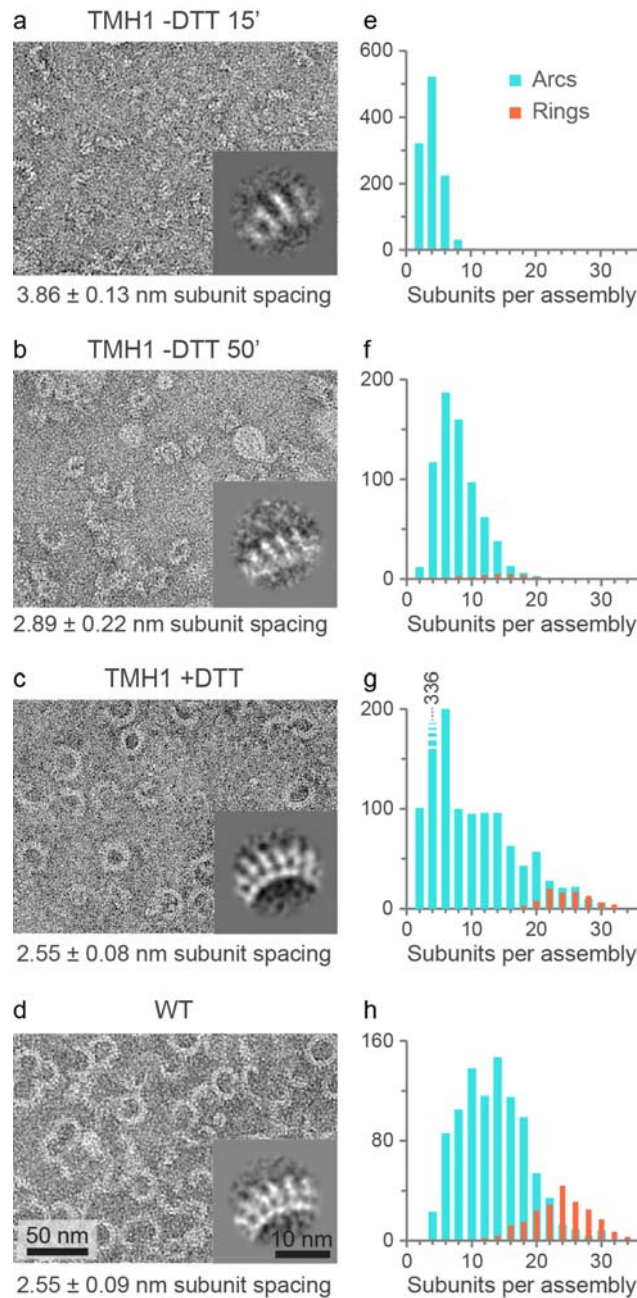 a TMH1 -DTT 15'
3.86 ± 0.13 nm subunit spacing
e
600
400
200
0
Arcs
Rings
0 10 20 30
Subunits per assembly
b TMH1 -DTT 50'
2.89 ± 0.22 nm subunit spacing
f
200
100
0
0 10 20 30
Subunits per assembly
c TMH1 +DTT
2.55 ± 0.08 nm subunit spacing
g
336
200
100
0
0 10 20 30
Subunits per assembly
d WT
50 nm
10 nm
2.55 ± 0.09 nm subunit spacing
h
160
80
0
0 10 20 30
Subunits per assembly